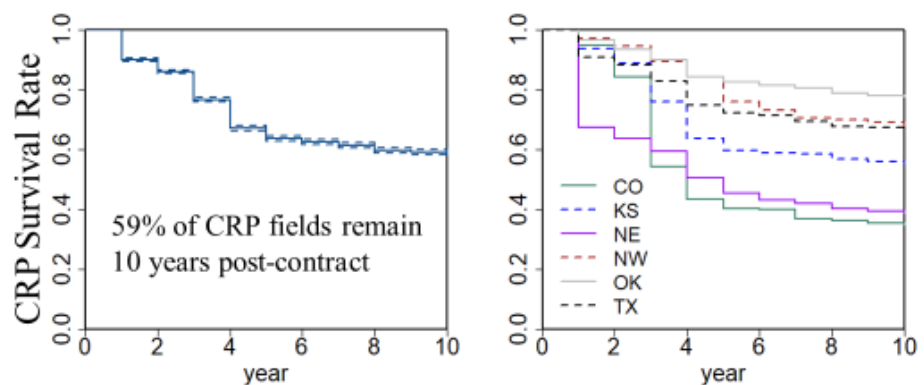 CRP Survival Rate
1.0
0.8
0.6
0.4
0.2
0.0
59% of CRP fields remain
10 years post-contract
0 2 4 6 8 10
year
1.0
0.8
0.6
0.4
0.2
0.0
CO
KS
NE
NW
OK
TX
0 2 4 6 8 10
year